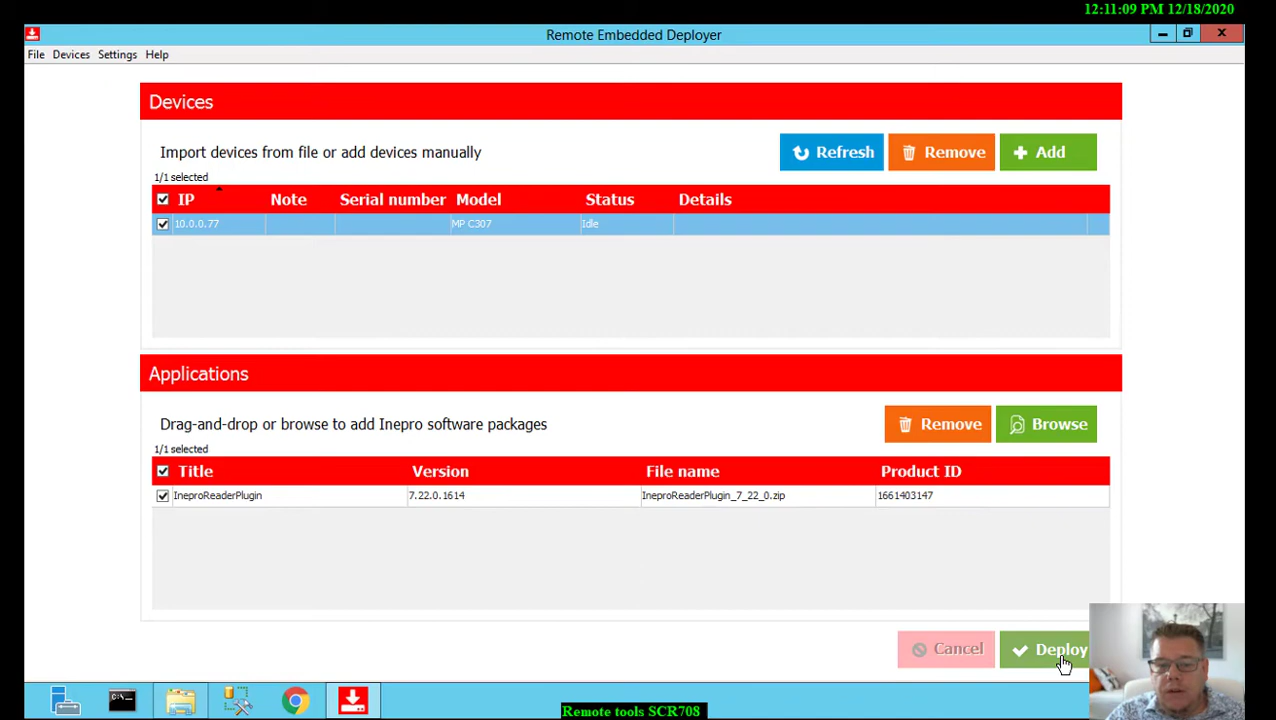 12:11:09 PM 12/18/2020
Remote Embedded Deployer
File Devices Settings Help
Devices
Import devices from file or add devices manually
Refresh Remove Add
1/1 selected
IP Note Serial number Model Status Details
10.0.0.77 MP C307 Idle
Applications
Drag-and-drop or browse to add Inepro software packages
Remove Browse
1/1 selected
Title Version File name Product ID
IneproReaderPlugin 7.22.0.1614 IneproReaderPlugin_7_22_0.zip 1661403147
Cancel Deploy
Remote tools SCR708